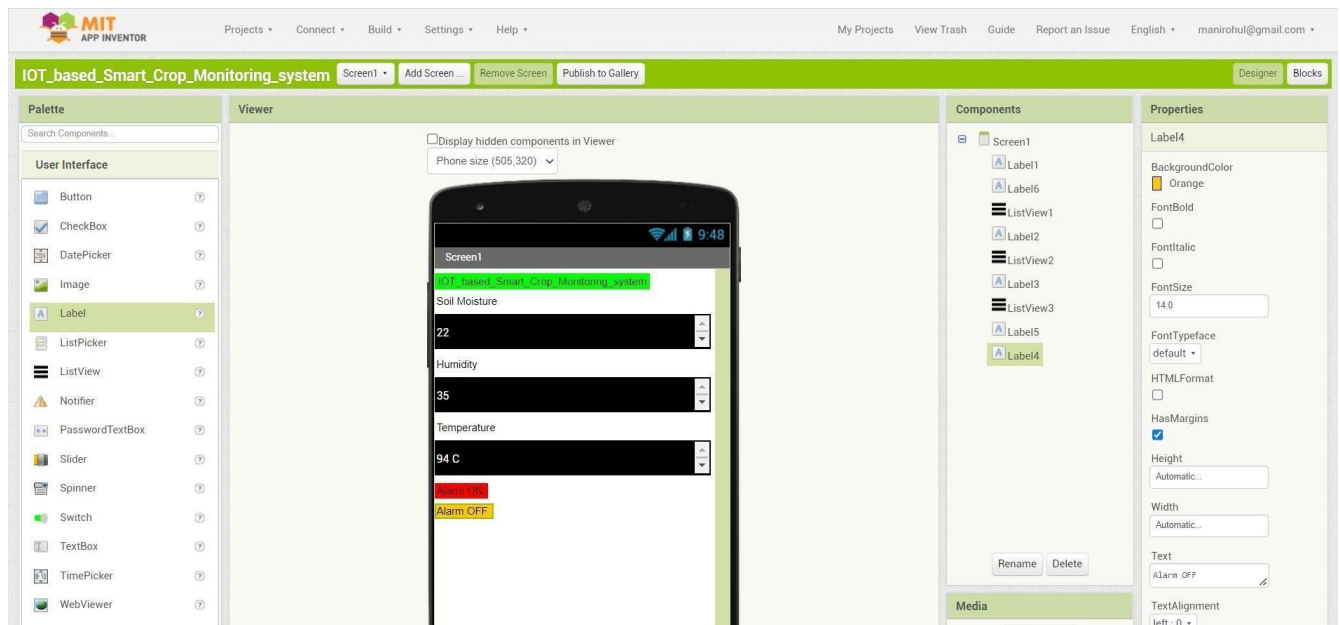 MIT
APP INVENTOR
Projects Connect Build Settings Help My Projects View Trash Guide Report an Issue English manirohul@gmail.com
IOT_based_Smart_Crop_Monitoring_system Screen1 Add Screen ... Remove Screen Publish to Gallery Designer Blocks
Palette
Search Components...
User Interface
Button
CheckBox
DatePicker
Image
Label
ListPicker
ListView
Notifier
PasswordTextBox
Slider
Spinner
Switch
TextBox
TimePicker
WebViewer
Viewer
Display hidden components in Viewer
Phone size (505,320)
9:48
Screen1
IOT_based_Smart_Crop_Monitoring_system
Soil Moisture
22
Humidity
35
Temperature
94 C
Alarm ON
Alarm OFF
Components
Screen1
Label1
Label6
ListView1
Label2
ListView2
Label3
ListView3
Label5
Label4
Rename Delete
Media
Properties
Label4
BackgroundColor
Orange
FontBold
FontItalic
FontSize
14.0
FontTypeface
default
HTMLFormat
HasMargins
Height
Automatic...
Width
Automatic...
Text
Alarm OFF
TextAlignment
left : 0